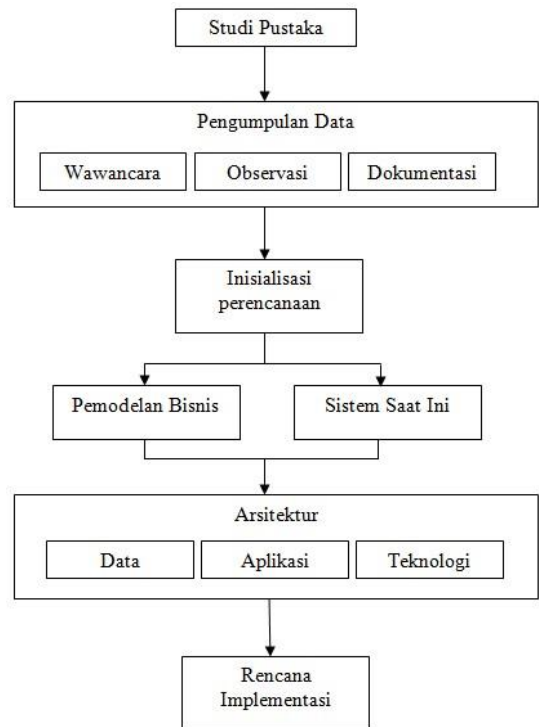 Studi Pustaka
Pengumpulan Data
Wawancara
Observasi
Dokumentasi
Inisialisasi
perencanaan
Pemodelan Bisnis
Sistem Saat Ini
Arsitektur
Data
Aplikasi
Teknologi
Rencana
Implementasi